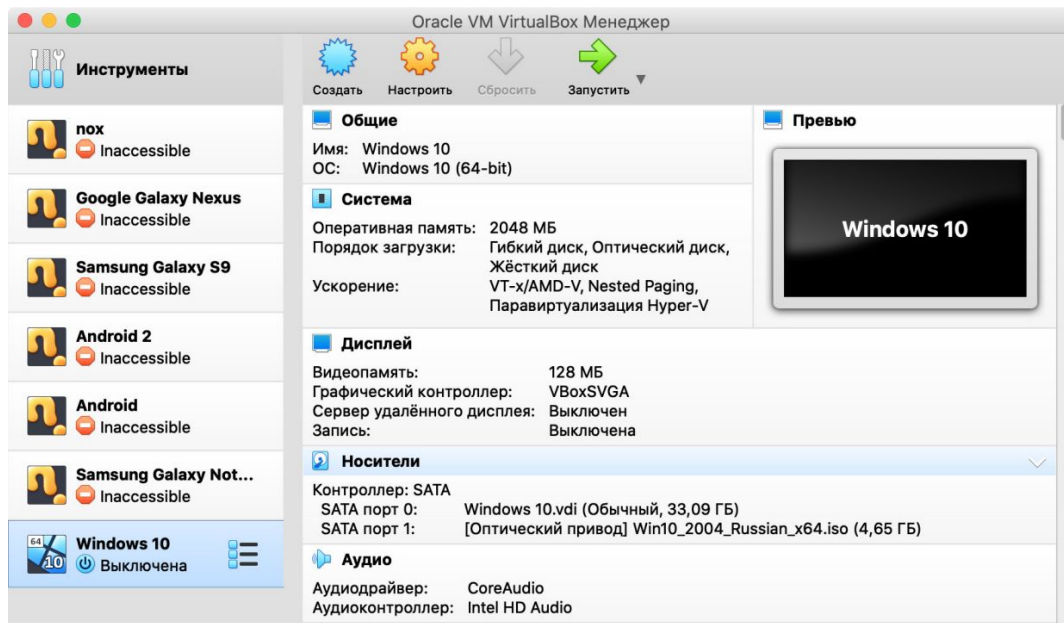 Oracle VM VirtualBox Менеджер
Инструменты
nox
Inaccessible
Google Galaxy Nexus
Inaccessible
Samsung Galaxy S9
Inaccessible
Android 2
Inaccessible
Android
Inaccessible
Samsung Galaxy Not...
Inaccessible
64
10
Windows 10
Выключена
Создать
Настроить
Сбросить
Запустить
Общие
Имя: Windows 10
ОС: Windows 10 (64-bit)
Превью
Windows 10
Система
Оперативная память: 2048 МБ
Порядок загрузки: Гибкий диск, Оптический диск,
Жёсткий диск
Ускорение: VT-x/AMD-V, Nested Paging,
Паравиртуализация Hyper-V
Дисплей
Видеопамять: 128 МБ
Графический контроллер: VBoxSVGA
Сервер удалённого дисплея: Выключен
Запись: Выключена
Носители
Контроллер: SATA
SATA порт 0: Windows 10.vdi (Обычный, 33,09 ГБ)
SATA порт 1: [Оптический привод] Win10_2004_Russian_x64.iso (4,65 ГБ)
Аудио
Аудиодрайвер: CoreAudio
Аудиоконтроллер: Intel HD Audio